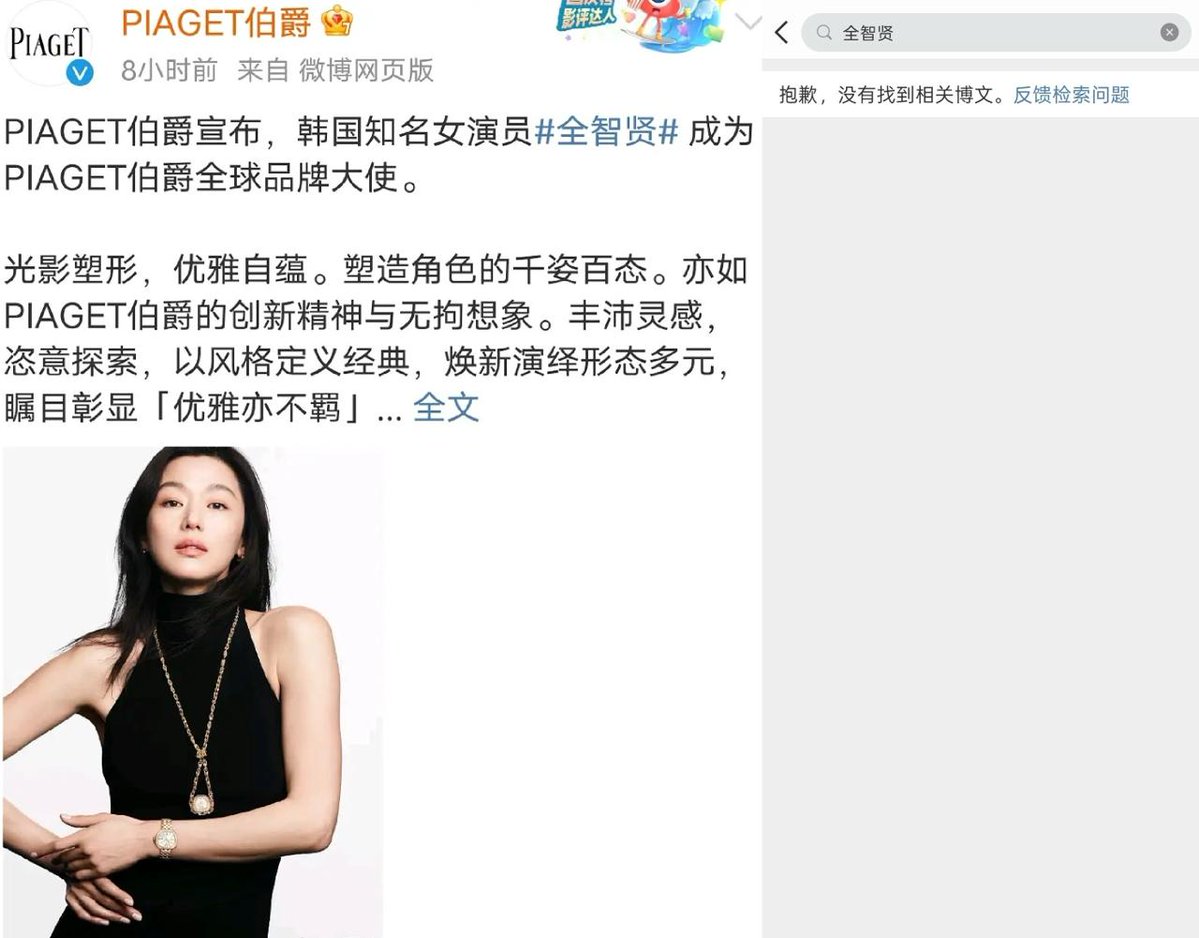 PIAGET
PIAGET伯爵
8小时前 来自 微博网页版
影评达人
PIAGET伯爵宣布，韩国知名女演员#全智贤# 成为
PIAGET伯爵全球品牌大使。
光影塑形，优雅自蕴。塑造角色的千姿百态。亦如
PIAGET伯爵的创新精神与无拘想象。丰沛灵感，
恣意探索，以风格定义经典，焕新演绎形态多元，
瞩目彰显「优雅亦不羁」... 全文
全智贤
抱歉，没有找到相关博文。反馈检索问题